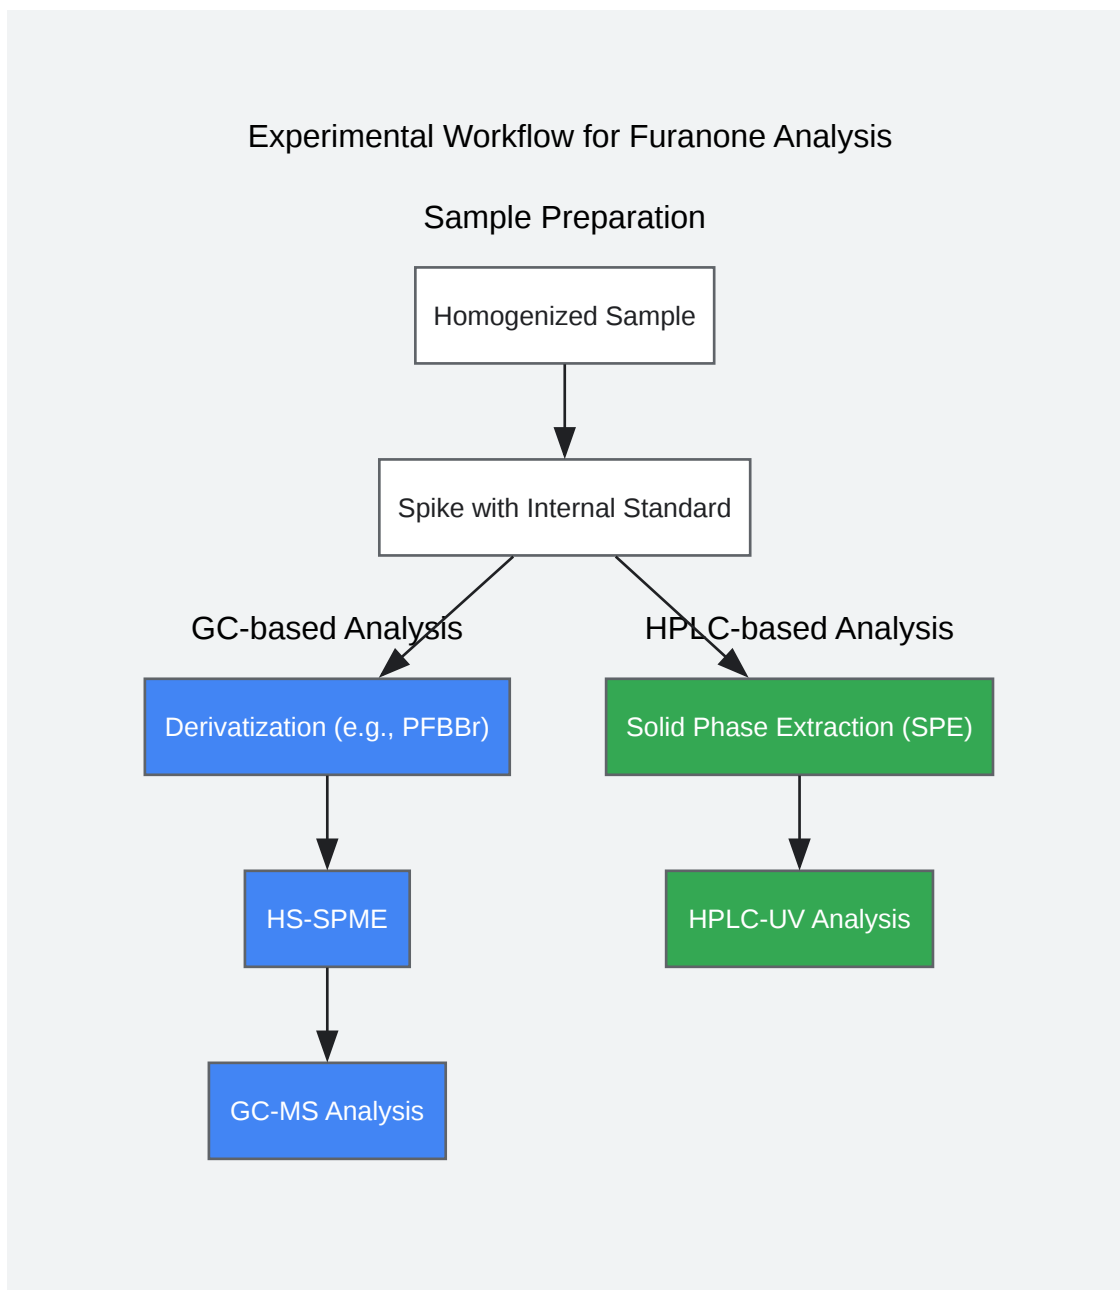 Experimental Workflow for Furanone Analysis
Sample Preparation
Homogenized Sample
Spike with Internal Standard
GC-based Analysis
HPLC-based Analysis
Derivatization (e.g., PFBBr)
Solid Phase Extraction (SPE)
HS-SPME
HPLC-UV Analysis
GC-MS Analysis